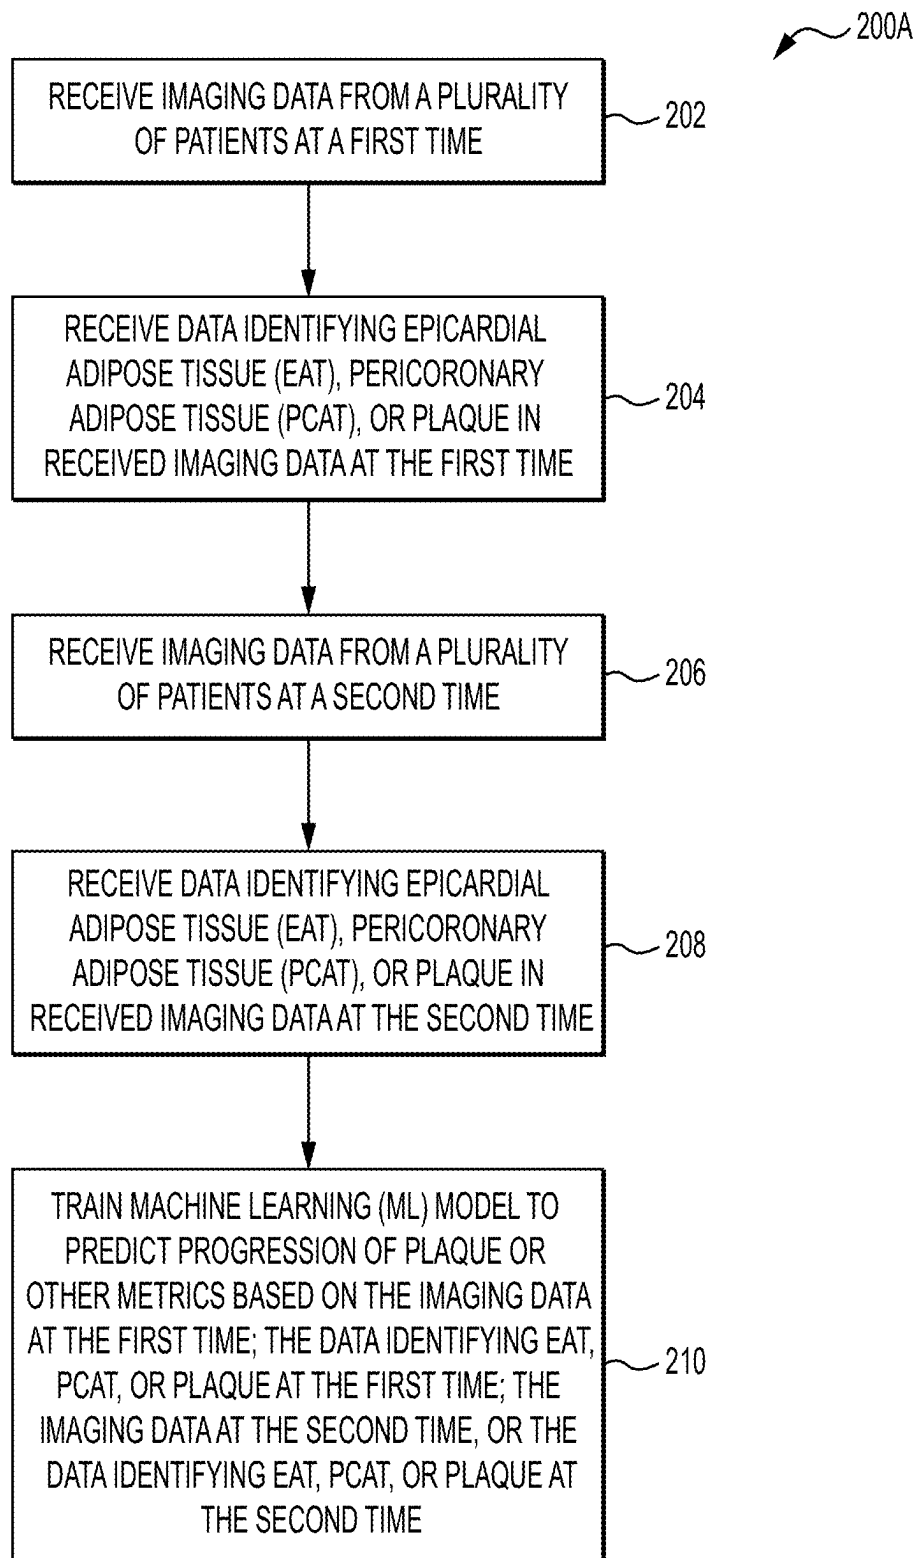 200A
RECEIVE IMAGING DATA FROM A PLURALITY
OF PATIENTS AT A FIRST TIME
202
RECEIVE DATA IDENTIFYING EPICARDIAL
ADIPOSE TISSUE (EAT), PERICORONARY
ADIPOSE TISSUE (PCAT), OR PLAQUE IN
RECEIVED IMAGING DATA AT THE FIRST TIME
204
RECEIVE IMAGING DATA FROM A PLURALITY
OF PATIENTS AT A SECOND TIME
206
RECEIVE DATA IDENTIFYING EPICARDIAL
ADIPOSE TISSUE (EAT), PERICORONARY
ADIPOSE TISSUE (PCAT), OR PLAQUE IN
RECEIVED IMAGING DATA AT THE SECOND TIME
208
TRAIN MACHINE LEARNING (ML) MODEL TO
PREDICT PROGRESSION OF PLAQUE OR
OTHER METRICS BASED ON THE IMAGING DATA
AT THE FIRST TIME; THE DATA IDENTIFYING EAT,
PCAT, OR PLAQUE AT THE FIRST TIME; THE
IMAGING DATA AT THE SECOND TIME, OR THE
DATA IDENTIFYING EAT, PCAT, OR PLAQUE AT
THE SECOND TIME
210